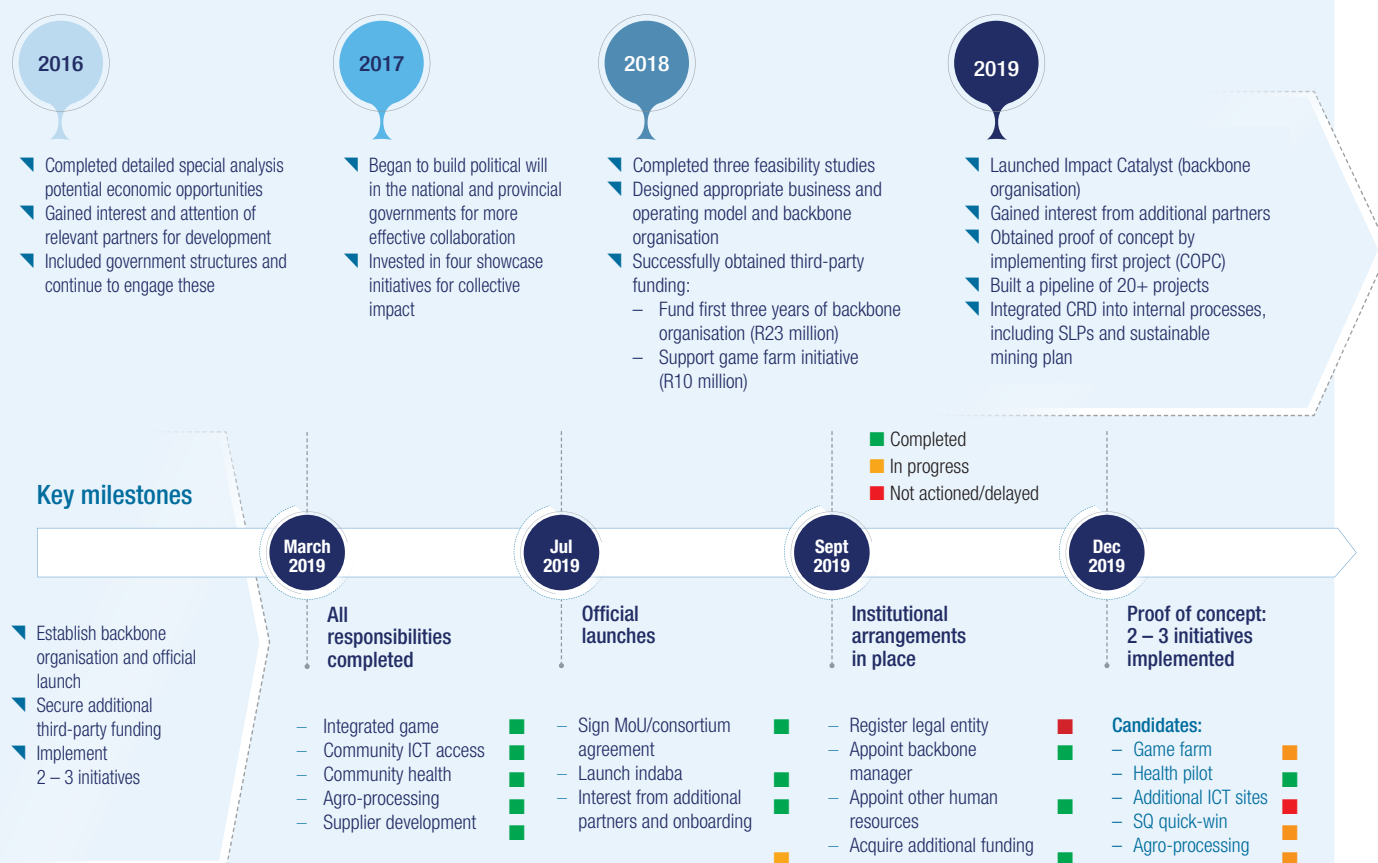 2016
Completed detailed special analysis
potential economic opportunities
Gained interest and attention of
relevant partners for development
Included government structures and
continue to engage these
2017
Began to build political will
in the national and provincial
governments for more
effective collaboration
Invested in four showcase
initiatives for collective
impact
2018
Completed three feasibility studies
Designed appropriate business and
operating model and backbone
organisation
Successfully obtained third-party
funding:
– Fund first three years of backbone
organisation (R23 million)
– Support game farm initiative
(R10 million)
2019
Launched Impact Catalyst (backbone
organisation)
Gained interest from additional partners
Obtained proof of concept by
implementing first project (COPC)
Built a pipeline of 20+ projects
Integrated CRD into internal processes,
including SLPs and sustainable
mining plan
Completed
In progress
Not actioned/delayed
Key milestones
Establish backbone
organisation and official
launch
Secure additional
third-party funding
Implement
2 – 3 initiatives
March
2019
All
responsibilities
completed
– Integrated game
– Community ICT access
– Community health
– Agro-processing
– Supplier development
Jul
2019
Official
launches
– Sign MoU/consortium
agreement
– Launch indaba
– Interest from additional
partners and onboarding
Sept
2019
Institutional
arrangements
in place
– Register legal entity
– Appoint backbone
manager
– Appoint other human
resources
– Acquire additional funding
Dec
2019
Proof of concept:
2 – 3 initiatives
implemented
Candidates:
– Game farm
– Health pilot
– Additional ICT sites
– SQ quick-win
– Agro-processing